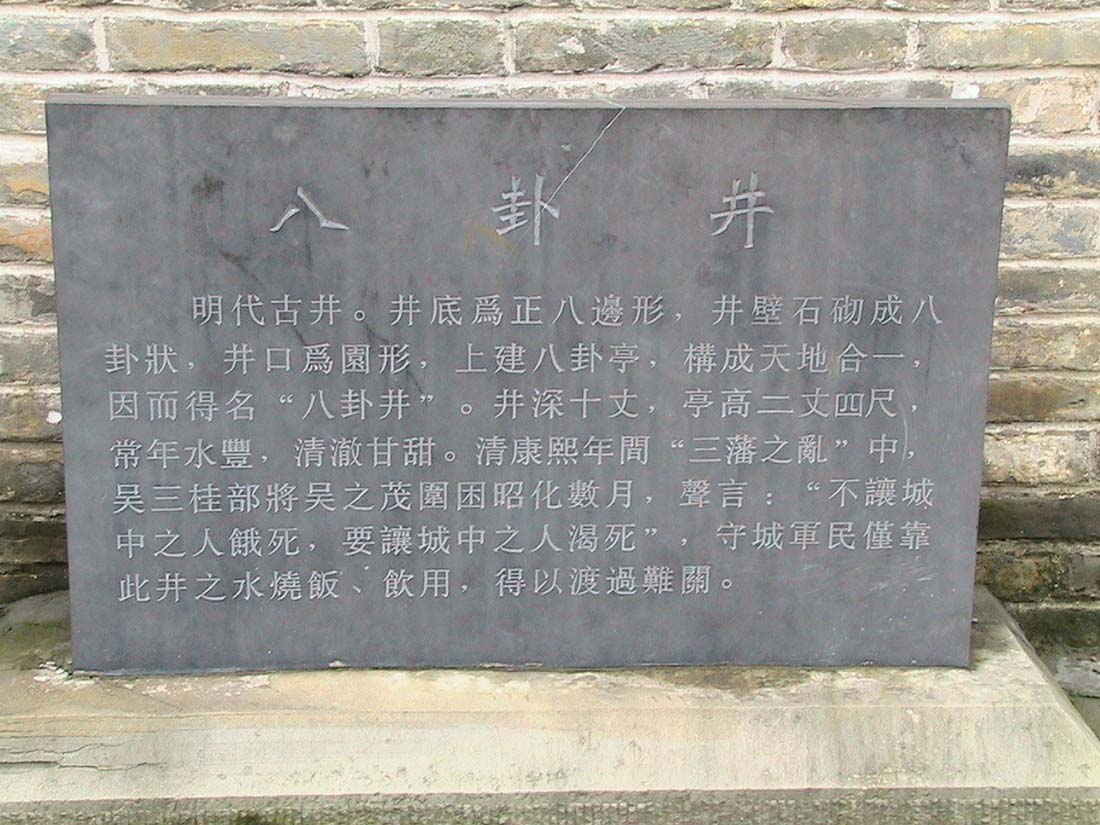 八卦井
明代古井。井底爲正八邊形，井壁石砌成八
卦狀，井口爲園形，上建八卦亭，構成天地合一，
因而得名“八卦井”。井深十丈，亭高二丈四尺，
常年水豐，清澈甘甜。清康熙年間“三藩之亂”中，
吴三桂部將吴之茂圍困昭化數月，聲言：“不讓城
中之人餓死，要讓城中之人渴死”，守城軍民僅靠
此井之水燒飯、飲用，得以渡過難關。